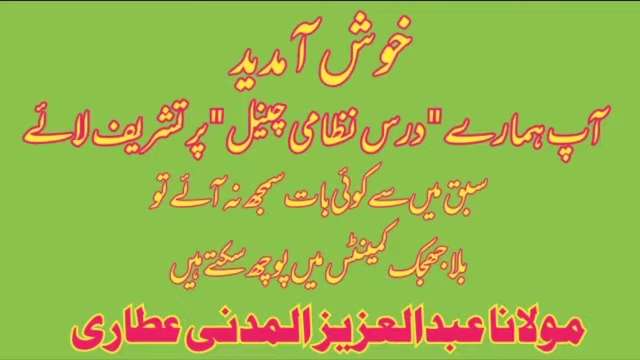 خوش آمدید
آپ ہمارے "درس نظامی چینل" پر تشریف لائے
سبق میں سے کوئی بات سمجھ نہ آئے تو
بلا جھجک کمینٹس میں پوچھ سکتے ہیں
مولانا عبدالعزیز المدنی عطاری